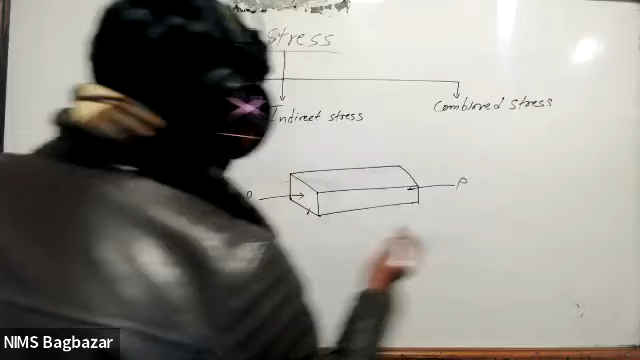 stress
Indirect stress
Combined stress
P
P
NIMS Bagbazar